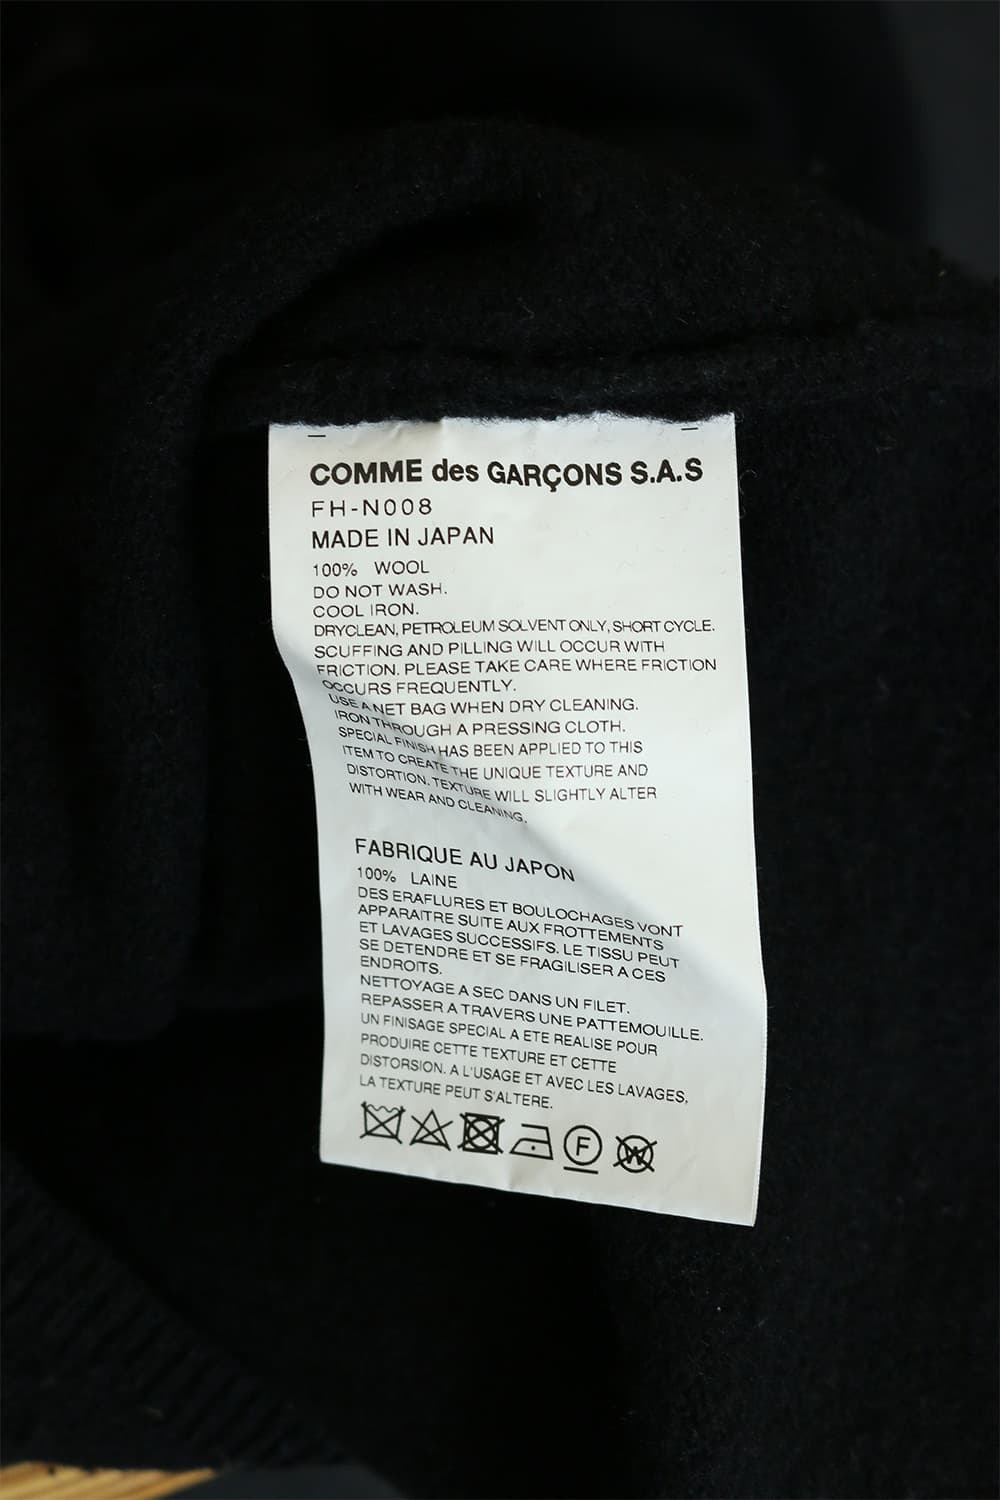 COMME des GARÇONS S.A.S
FH-N008
MADE IN JAPAN
100% WOOL
DO NOT WASH.
COOL IRON.
DRYCLEAN, PETROLEUM SOLVENT ONLY, SHORT CYCLE.
SCUFFING AND PILLING WILL OCCUR WITH
FRICTION. PLEASE TAKE CARE WHERE FRICTION
OCCURS FREQUENTLY.
USE A NET BAG WHEN DRY CLEANING.
IRON THROUGH A PRESSING CLOTH.
SPECIAL FINISH HAS BEEN APPLIED TO THIS
ITEM TO CREATE THE UNIQUE TEXTURE AND
DISTORTION. TEXTURE WILL SLIGHTLY ALTER
WITH WEAR AND CLEANING.
FABRIQUE AU JAPON
100% LAINE
DES ERAFLURES ET BOULOCHAGES VONT
APPARAITRE SUITE AUX FROTTEMENTS
ET LAVAGES SUCCESSIFS. LE TISSU PEUT
SE DETENDRE ET SE FRAGILISER A CES
ENDROITS.
NETTOYAGE A SEC DANS UN FILET.
REPASSER A TRAVERS UNE PATTEMOUILLE.
UN FINISAGE SPECIAL A ETE REALISE POUR
PRODUIRE CETTE TEXTURE ET CETTE
DISTORSION. A L'USAGE ET AVEC LES LAVAGES,
LA TEXTURE PEUT S'ALTERE.
F W